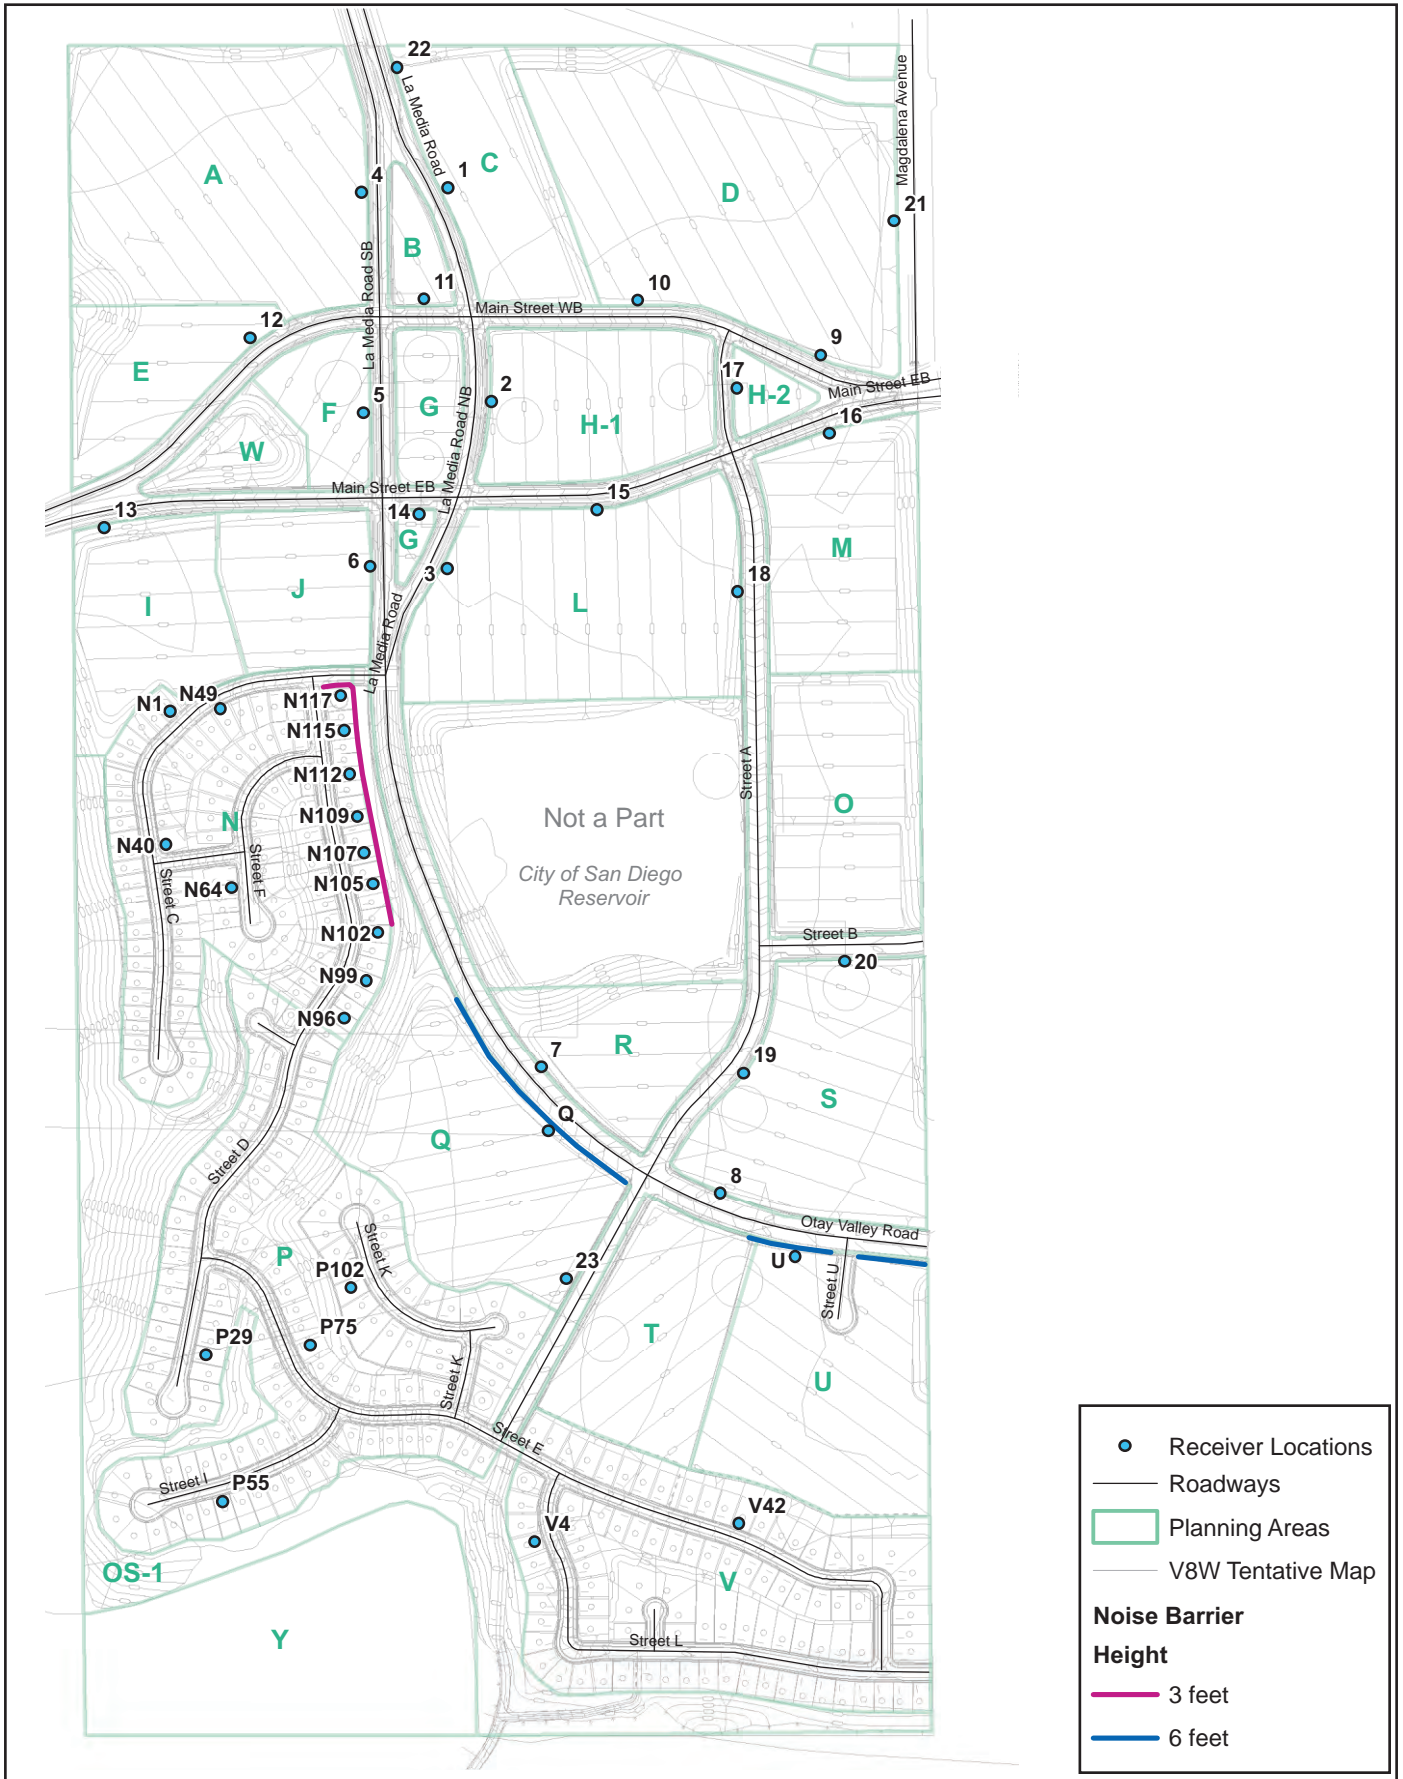 22
La Media Road
Magdalena Avenue
C
1
A
4
D
21
B
La Media Road SB
11
10
Main Street WB
12
9
E
17
Main Street EB
H-2
5
F
G
La Media Road NB
2
H-1
16
W
Main Street EB
15
13
14
G
M
6
3
J
18
I
L
La Media Road
N1
N49
N117
N115
Street A
N112
Not a Part
O
N
N109
N40
N107
City of San Diego
Reservoir
Street F
N64
N105
Street C
N102
Street B
20
N99
N96
7
R
19
Q
S
Q
Street D
8
Otay Valley Road
Street K
P
U
23
P102
Street U
P75
P29
T
Street K
U
Street E
Street I
P55
V42
V4
OS-1
V
Y
Street L
Receiver Locations
Roadways
Planning Areas
V8W Tentative Map
Noise Barrier
Height
3 feet
6 feet